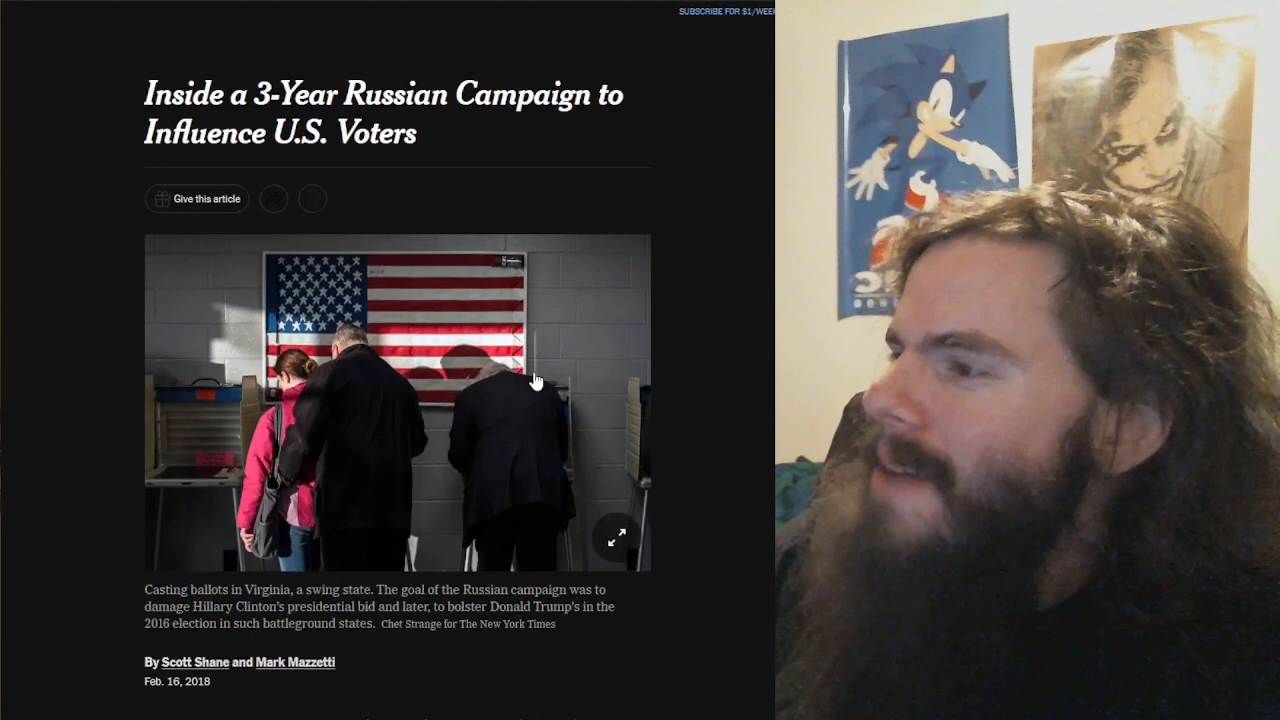 SUBSCRIBE FOR $1/WEEK
Inside a 3-Year Russian Campaign to
Influence U.S. Voters
Give this article
Casting ballots in Virginia, a swing state. The goal of the Russian campaign was to
damage Hillary Clinton's presidential bid and later, to bolster Donald Trump's in the
2016 election in such battleground states. Chet Strange for The New York Times
By Scott Shane and Mark Mazzetti
Feb. 16, 2018